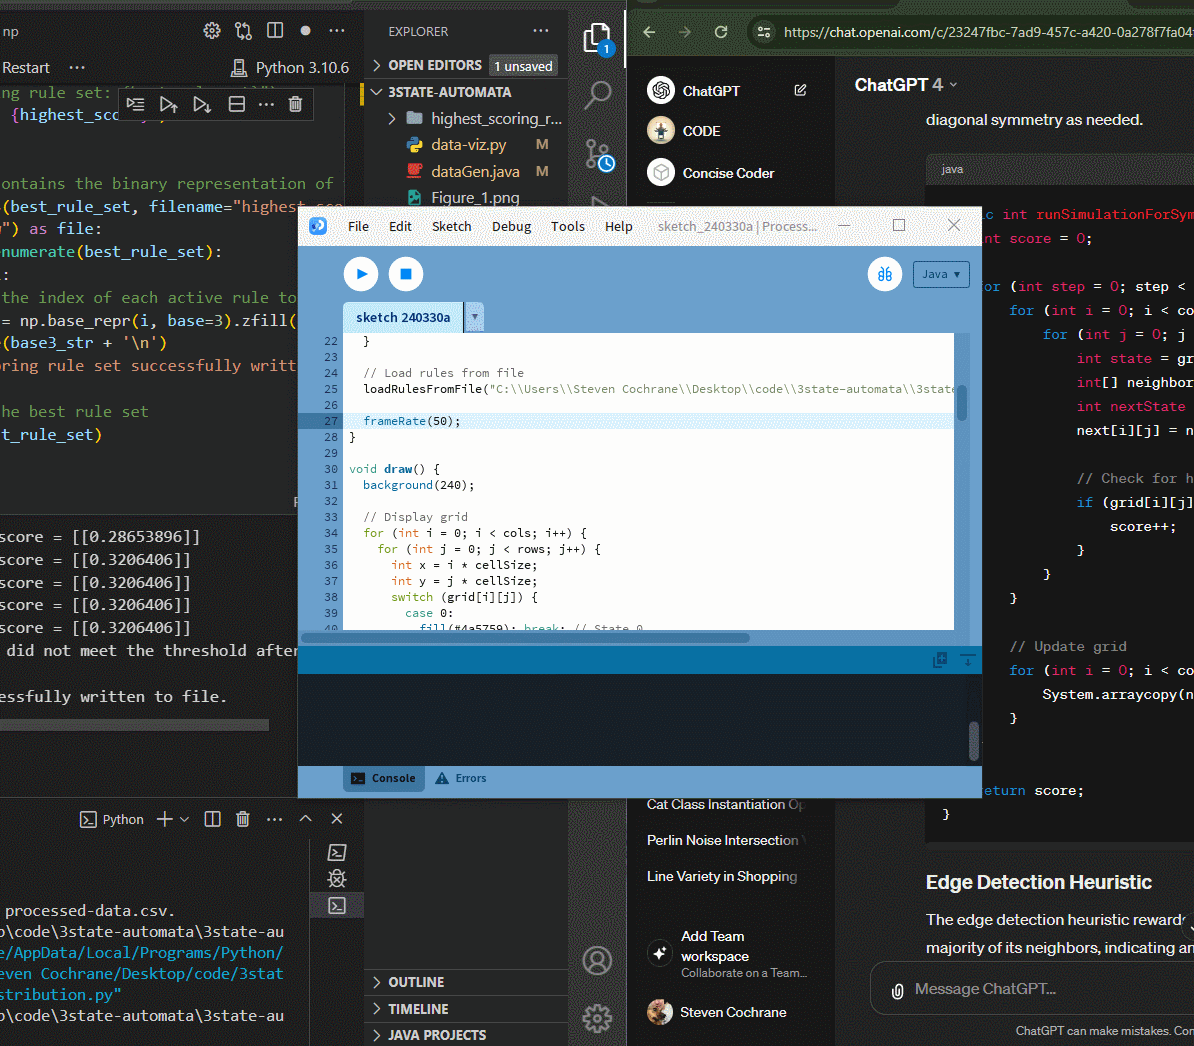 np
Restart
Python 3.10.6
ng rule set:
{highest_sco
ontains the binary representation of
(best_rule_set, filename="highest_sco
") as file:
numerate(best_rule_set):
:
the index of each active rule to
= np.base_repr(i, base=3).zfill(
(base3_str + '\n')
oring rule set successfully writt
he best rule set
t_rule_set)
score = [[0.28653896]]
score = [[0.3206406]]
score = [[0.3206406]]
score = [[0.3206406]]
score = [[0.3206406]]
did not meet the threshold after
essfully written to file.
Python
processed-data.csv.
p\code\3state-automata\3state-au
e/AppData/Local/Programs/Python/
even Cochrane/Desktop/code/3stat
stribution.py"
p\code\3state-automata\3state-au
EXPLORER
OPEN EDITORS
1 unsaved
3STATE-AUTOMATA
highest_scoring_r...
data-viz.py M
dataGen.java M
Figure_1.png
1
OUTLINE
TIMELINE
JAVA PROJECTS
File Edit Sketch Debug Tools Help sketch_240330a | Process...
Java
sketch 240330a
22 }
23
24 // Load rules from file
25 loadRulesFromFile("C:\\Users\\Steven Cochrane\\Desktop\\code\\3state-automata\\3state
26
27 frameRate(50);
28 }
29
30 void draw() {
31 background(240);
32
33 // Display grid
34 for (int i = 0; i < cols; i++) {
35 for (int j = 0; j < rows; j++) {
36 int x = i * cellSize;
37 int y = j * cellSize;
38 switch (grid[i][j]) {
39 case 0:
40 fill(#4a5759); break; // State 0
Console
Errors
https://chat.openai.com/c/23247fbc-7ad9-457c-a420-0a278f7fa04
ChatGPT
CODE
Concise Coder
Cat Class Instantiation Op
Perlin Noise Intersection
Line Variety in Shopping
Add Team
workspace
Collaborate on a Team...
Steven Cochrane
ChatGPT 4
diagonal symmetry as needed.
java
ic int runSimulationForSym
int score = 0;
or (int step = 0; step <
for (int i = 0; i < co
for (int j = 0; j
int state = gr
int[] neighbor
int nextState
next[i][j] = n
// Check for h
if (grid[i][j]
score++;
}
}
}
// Update grid
for (int i = 0; i < co
System.arraycopy(n
}
eturn score;
}
Edge Detection Heuristic
The edge detection heuristic rewards
majority of its neighbors, indicating an
Message ChatGPT...
ChatGPT can make mistakes. Con